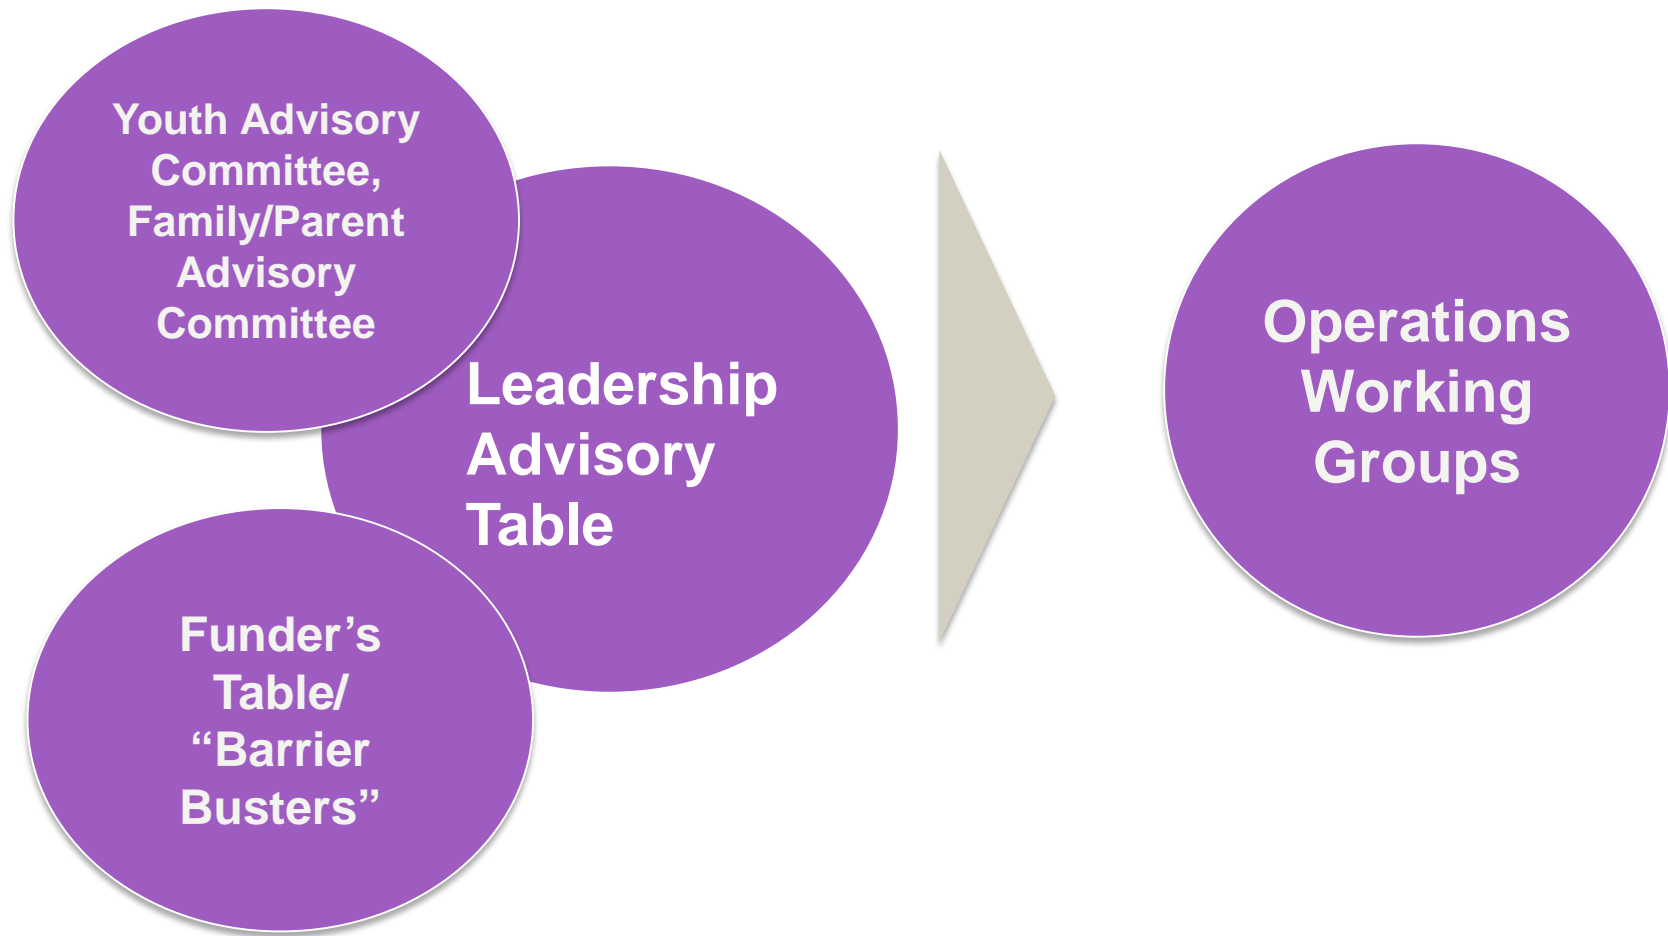 Youth Advisory
Committee,
Family/Parent
Advisory
Committee
Leadership
Advisory
Table
Funder’s
Table/
“Barrier
Busters”
Operations
Working
Groups